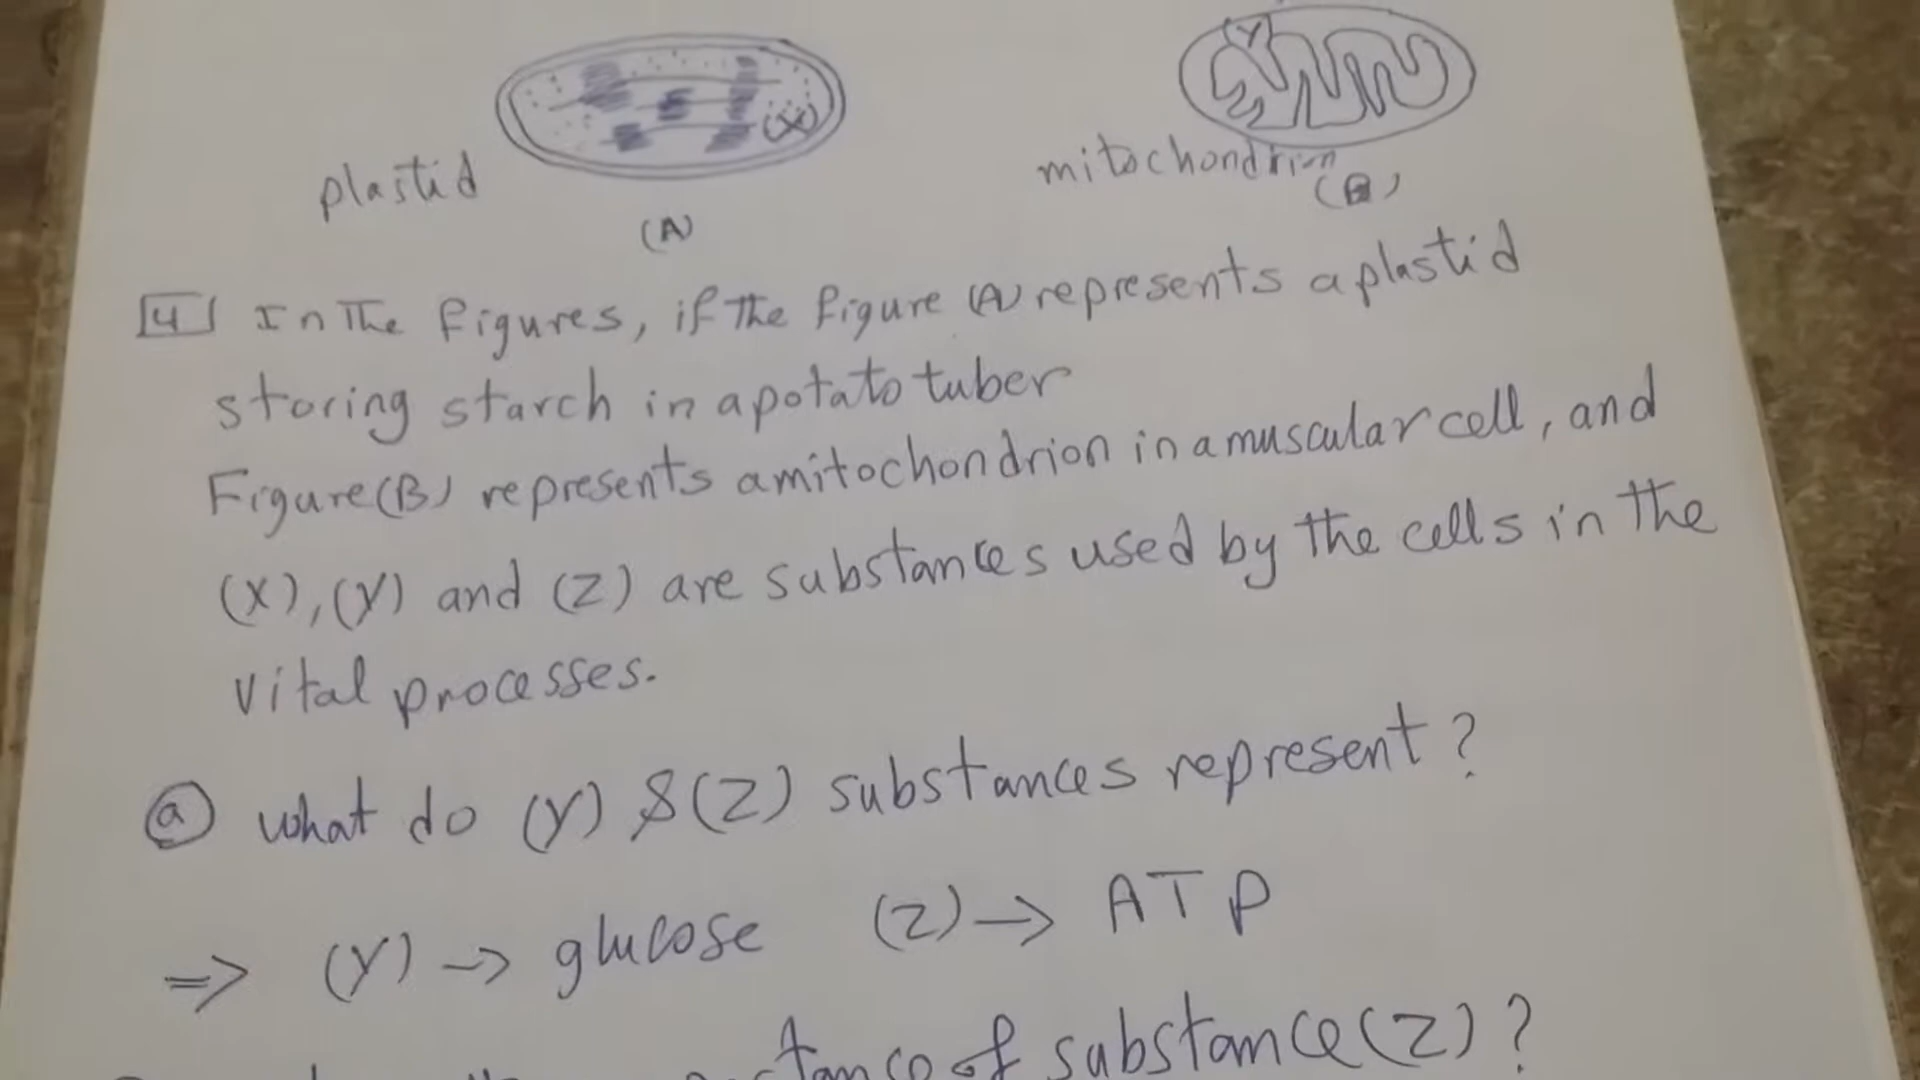 (X)
Y
plastid
(A)
mitochondrion
(B)
4 In The figures, if The figure (A) represents a plastid
storing starch in a potato tuber
Figure (B) represents a mitochondrion in a muscular cell, and
(X), (Y) and (Z) are substances used by the cells in the
vital processes.
a what do (Y) & (Z) substances represent?
=> (Y) -> glucose (Z) -> ATP
of substance (Z)?